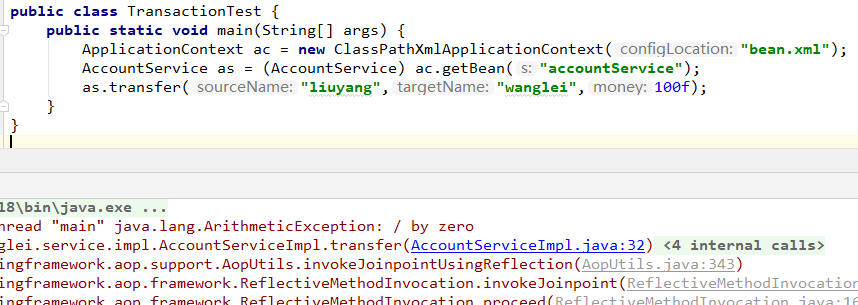 public class TransactionTest {
public static void main(String[] args) {
ApplicationContext ac = new ClassPathXmlApplicationContext( configLocation: "bean.xml");
AccountService as = (AccountService) ac.getBean( s: "accountService");
as.transfer( sourceName: "liuyang", targetName: "wanglei", money: 100f);
}
}
18\bin\java.exe ...
hread "main" java.lang.ArithmeticException: / by zero
glei.service.impl.AccountServiceImpl.transfer(AccountServiceImpl.java:32) <4 internal calls>
ingframework.aop.support.AopUtils.invokeJoinpointUsingReflection(AopUtils.java:343)
ingframework.aop.framework.ReflectiveMethodInvocation.invokeJoinpoint(ReflectiveMethodInvocation
ingframework.aop.framework.ReflectiveMethodInvocation.proceed(ReflectiveMethodInvocation.java:16